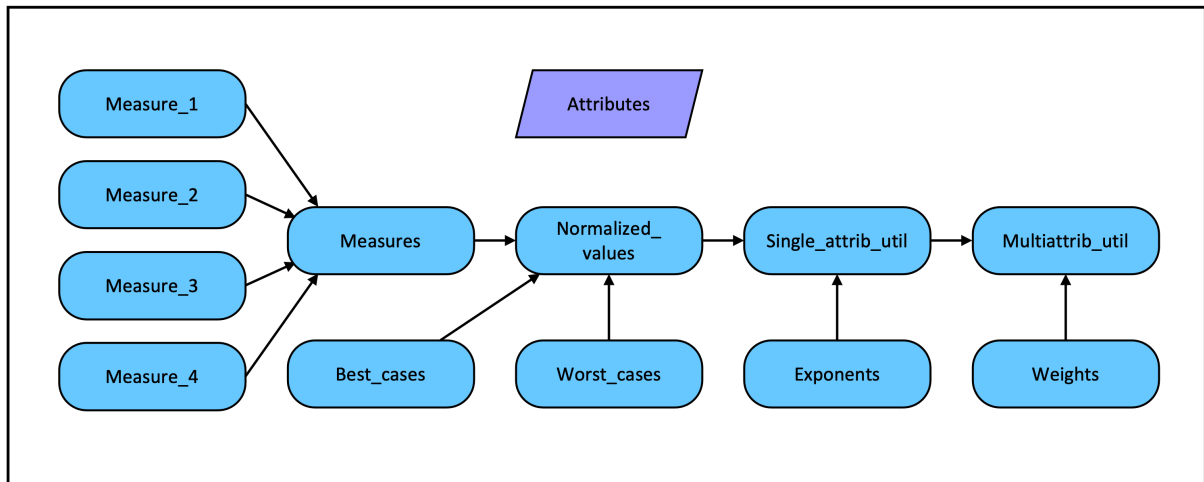 Measure_1
Attributes
Measure_2
Measures
Normalized_
values
Single_attrib_util
Multiattrib_util
Measure_3
Measure_4
Best_cases
Worst_cases
Exponents
Weights